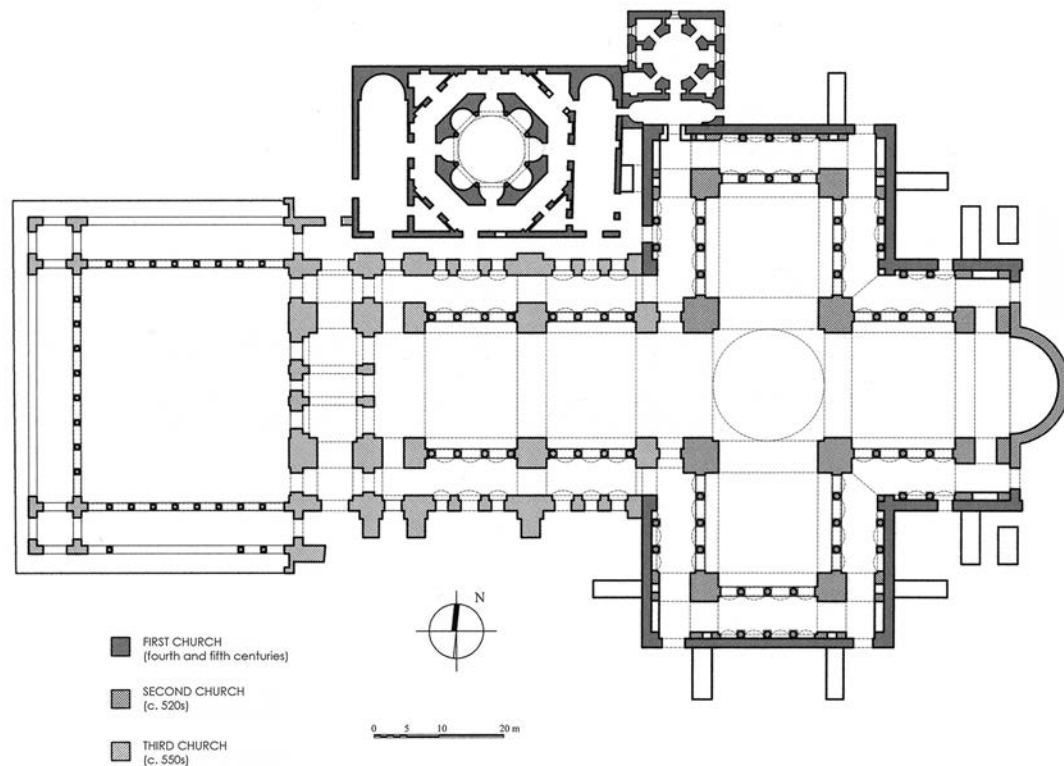 N
FIRST CHURCH
(fourth and fifth centuries)
SECOND CHURCH
(c. 520s)
THIRD CHURCH
(c. 550s)
0 5 10 20 m